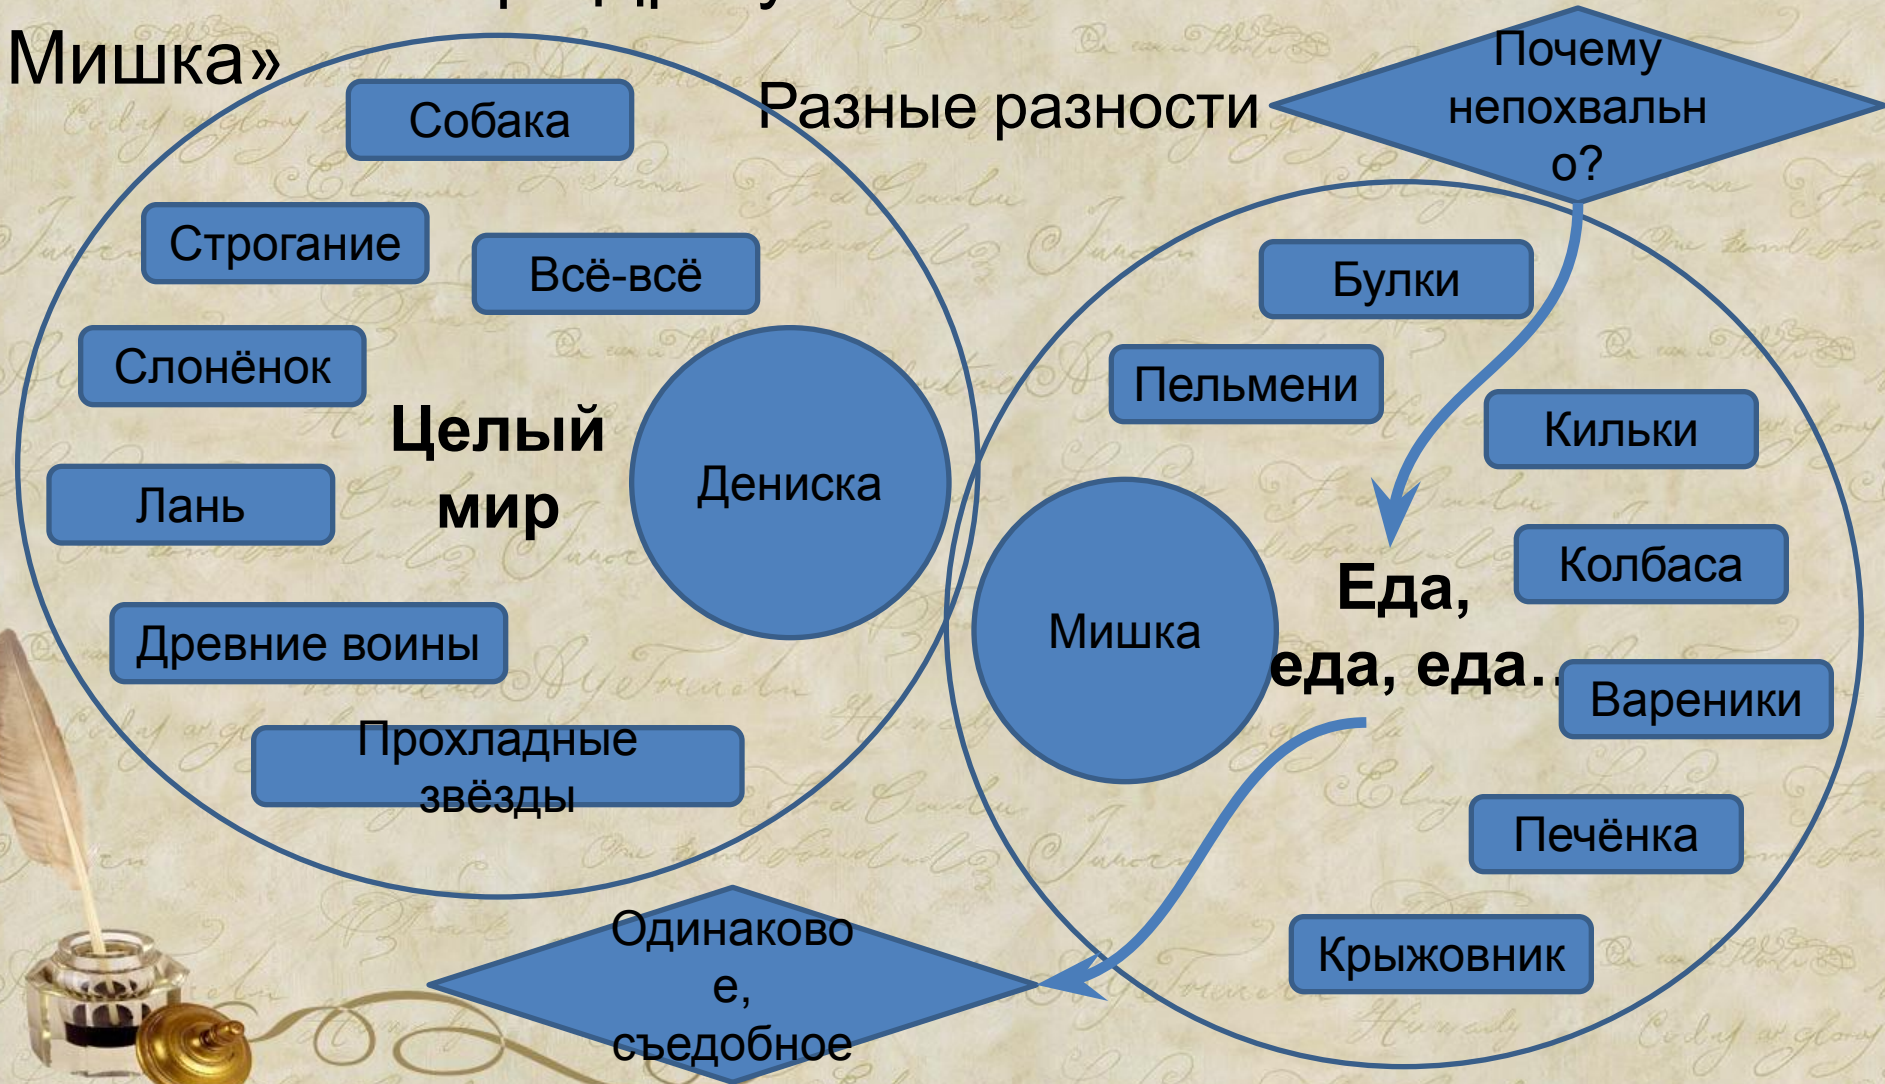 Мишка»
Разные разности
Почему
непохвальн
о?
Собака
Строгание
Всё-всё
Слонёнок
Целый
мир
Лань
Древние воины
Прохладные
звёзды
Дениска
Булки
Пельмени
Кильки
Колбаса
Мишка
Еда,
еда, еда..
Вареники
Печёнка
Крыжовник
Одинаково
е,
съедобное